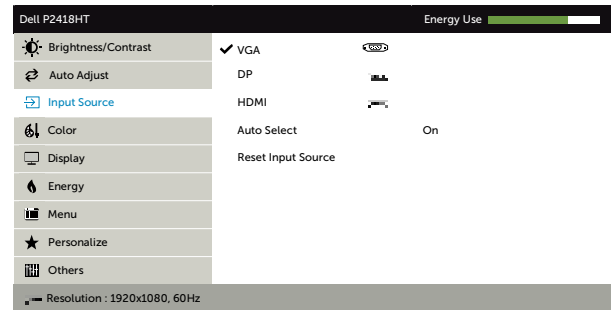 Dell P2418HT Energy Use
Brightness/Contrast VGA
Auto Adjust DP
Input Source HDMI
Color Auto Select On
Display Reset Input Source
Energy
Menu
Personalize
Others
Resolution : 1920x1080, 60Hz